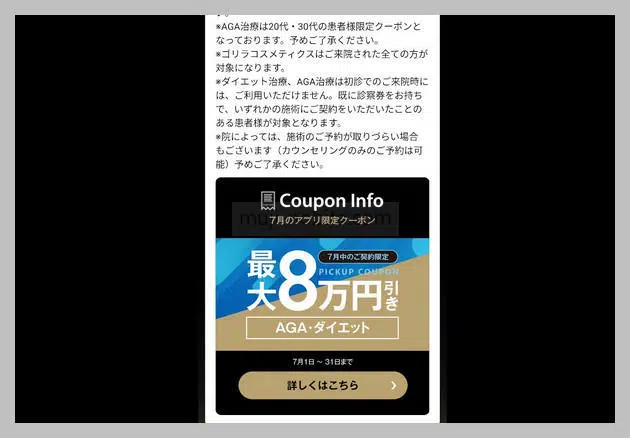 ※AGA治療は20代・30代の患者様限定クーポンと
なっております。予めご了承ください。
※ゴリラコスメティクスはご来院された全ての方が
対象になります。
※ダイエット治療、AGA治療は初診でのご来院時に
は、ご利用いただけません。既に診察券をお持ち
で、いずれかの施術にご契約をいただいたことの
ある患者様が対象となります。
※院によっては、施術のご予約が取りづらい場合
もございます（カウンセリングのみのご予約は可
能）予めご了承ください。
Coupon Info
7月のアプリ限定クーポン
7月中のご契約限定
PICKUP COUPON
最大8万円引き
AGA・ダイエット
7月1日 〜 31日まで
詳しくはこちら